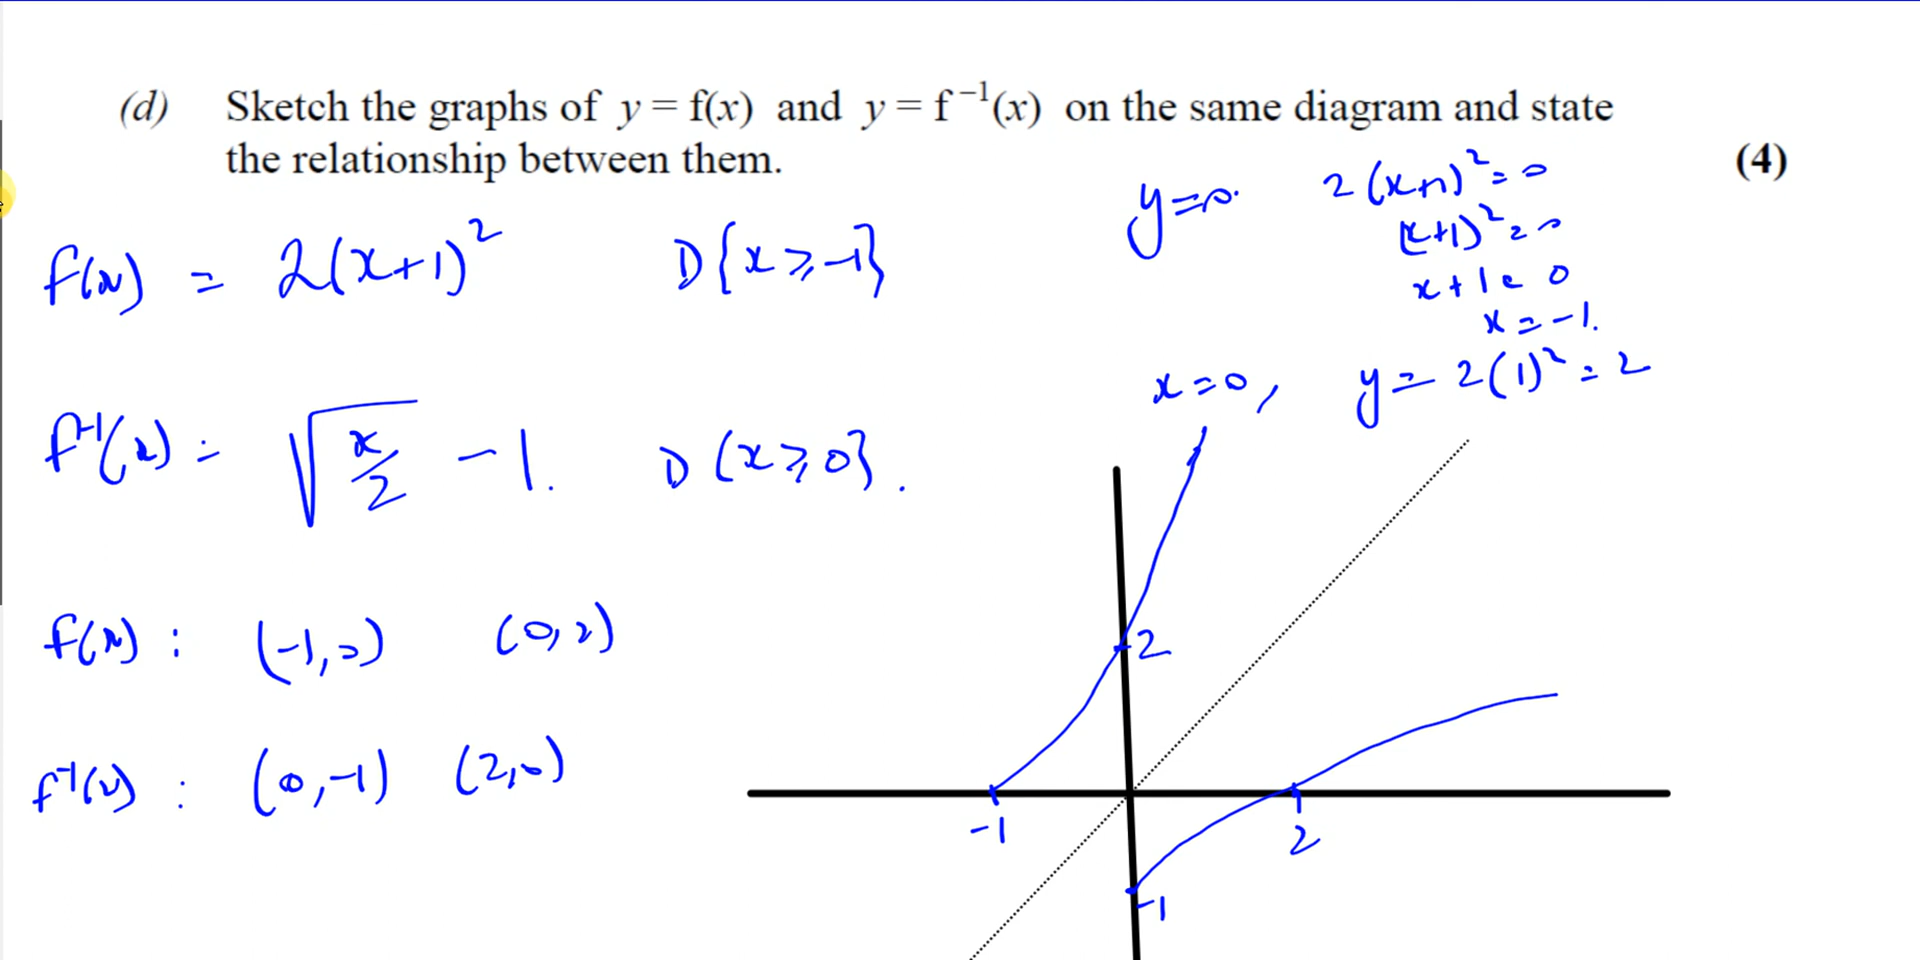 (d) Sketch the graphs of y = f(x) and y = f⁻¹(x) on the same diagram and state
the relationship between them.
(4)
y=0.
2(x+1)²=0
(x+1)²=0
x+1=0
x=-1.
f(x) = 2(x+1)² D{x≥-1}
x=0, y=2(1)²=2
f⁻¹(x) = √x/2 -1. D{x≥0}.
f(x) : (-1,0) (0,2)
f⁻¹(x) : (0,-1) (2,0)
2
-1
2
-1